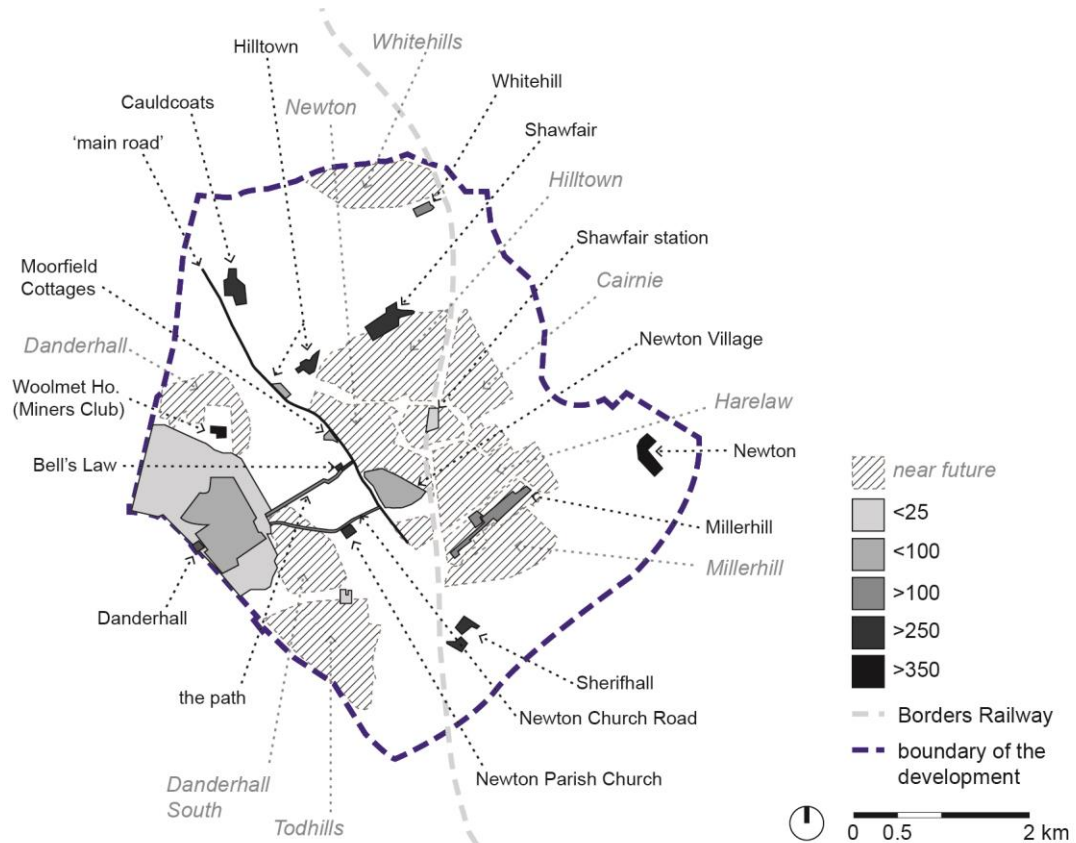 Hilltown
Whitehills
Whitehill
Cauldcoats
Newton
Shawfair
'main road'
Hilltown
Shawfair station
Moorfield
Cottages
Cairnie
Newton Village
Danderhall
Woolmet Ho.
(Miners Club)
Harelaw
Bell's Law
Newton
Millerhill
Millerhill
Danderhall
Sherifhall
the path
Newton Church Road
Newton Parish Church
Danderhall
South
Todhills
near future
<25
<100
>100
>250
>350
Borders Railway
boundary of the
development
0 0.5 2 km